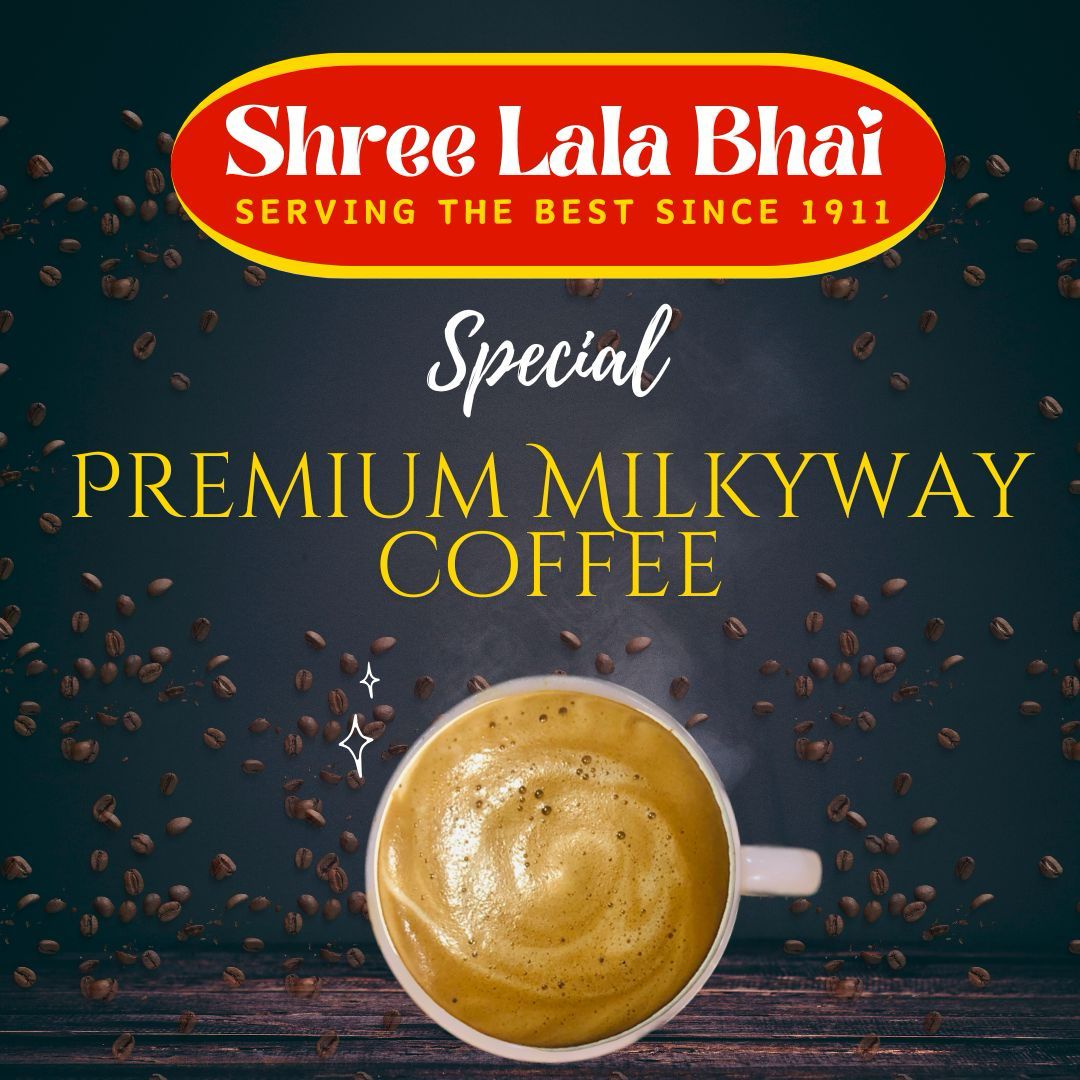 Shree Lala Bhai
SERVING THE BEST SINCE 1911
Special
PREMIUM MILKYWAY
COFFEE